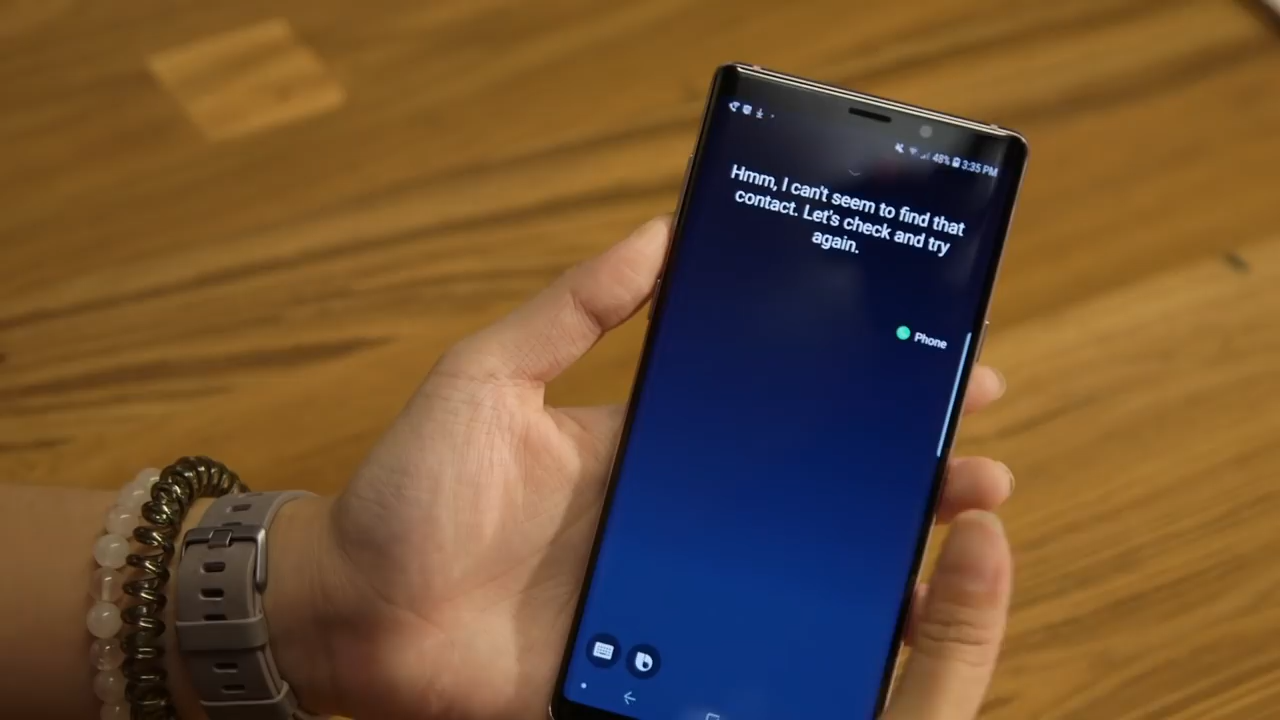 48% 3:35 PM
Hmm, I can't seem to find that
contact. Let's check and try
again.
Phone